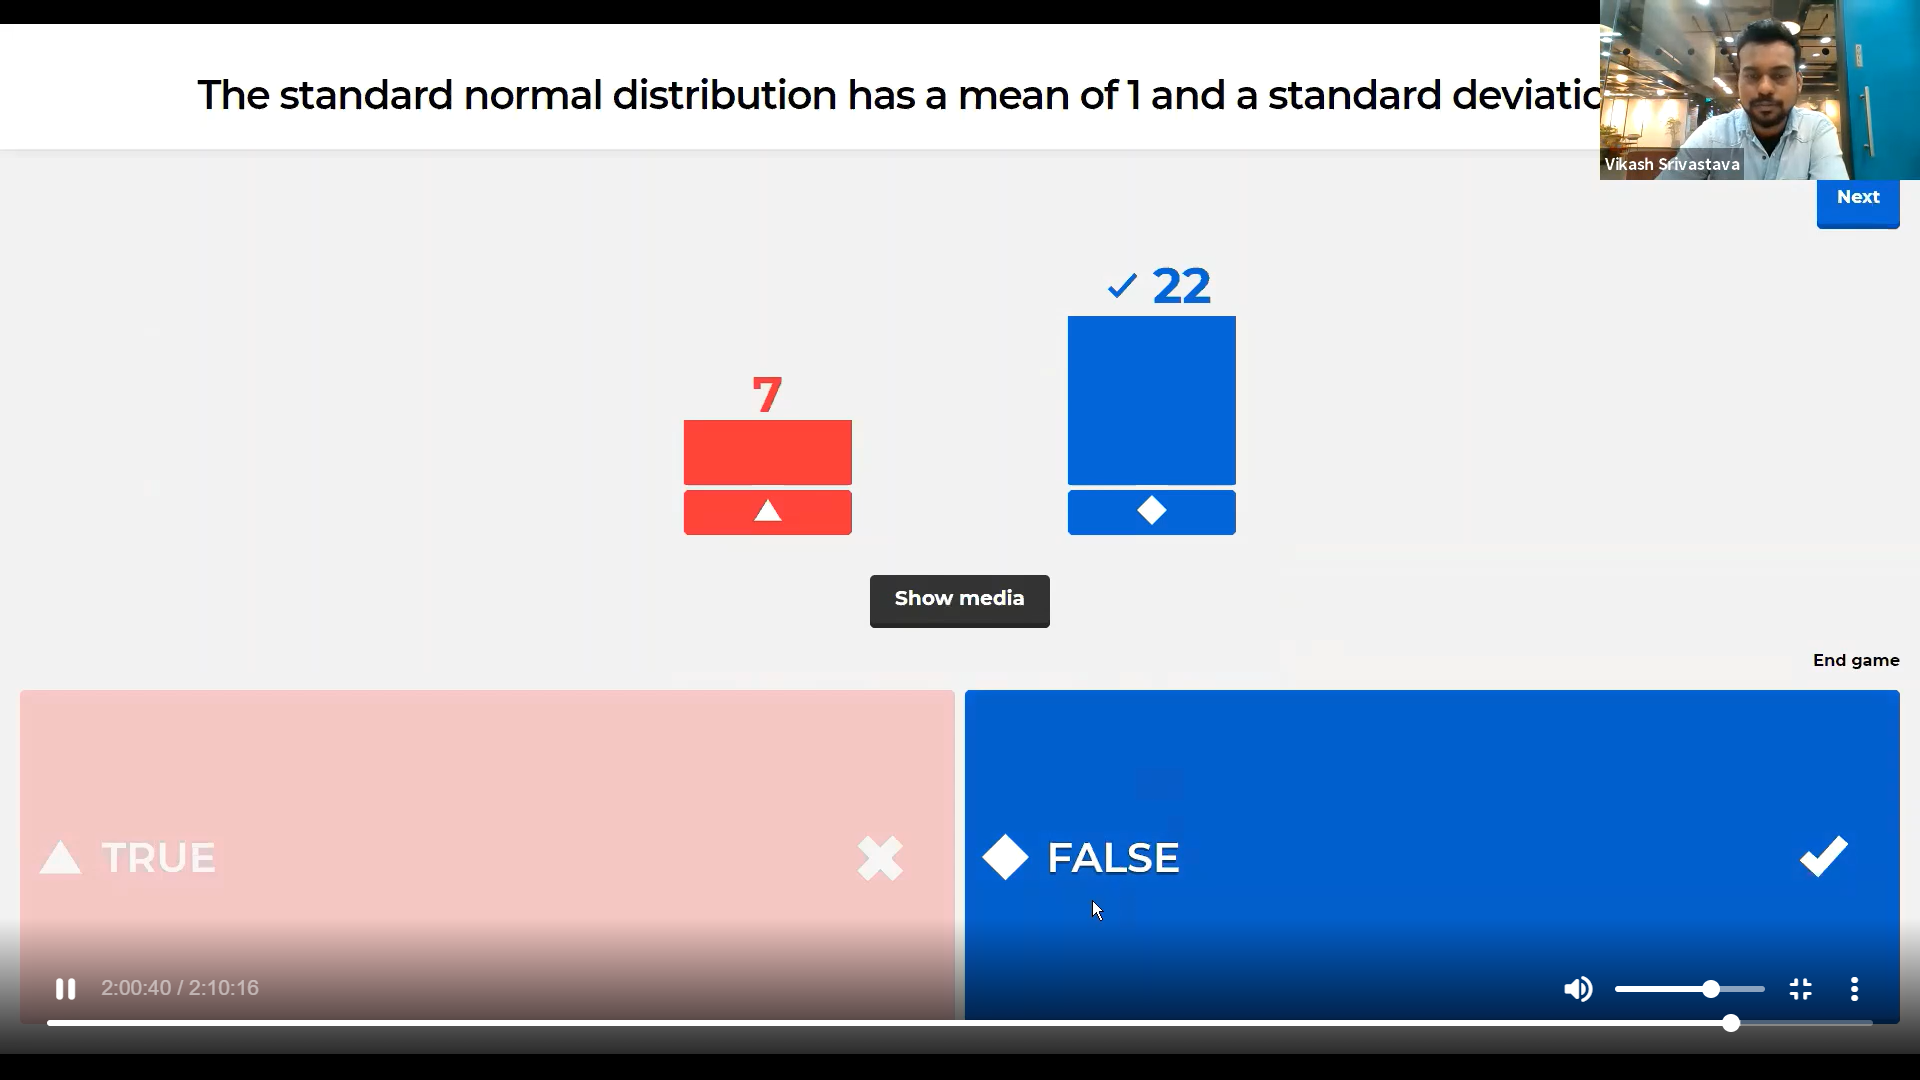 The standard normal distribution has a mean of 1 and a standard
Vikash Srivastava
Next
22
7
Show media
End game
TRUE
FALSE
2:00:40 / 2:10:16